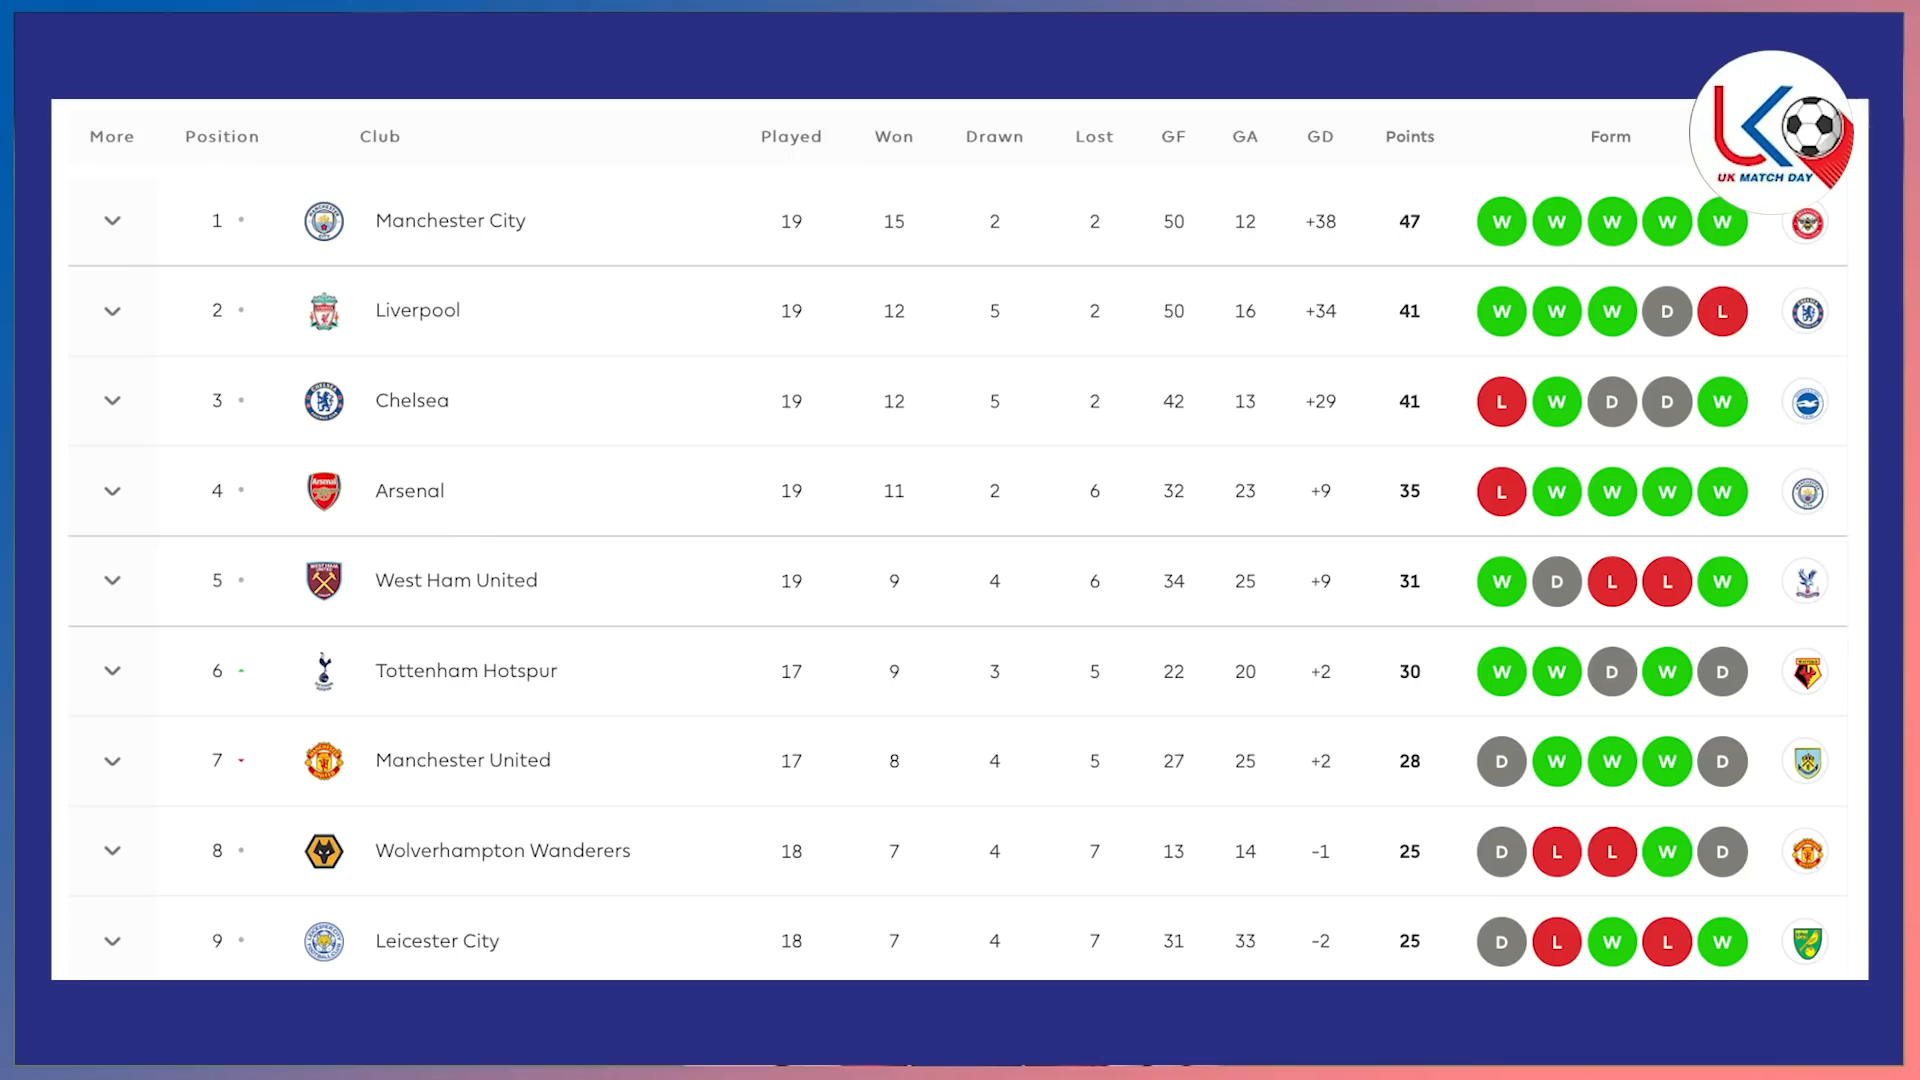 More Position Club Played Won Drawn Lost GF GA GD Points Form
UK MATCH DAY
1 Manchester City 19 15 2 2 50 12 +38 47 W W W W W
2 Liverpool 19 12 5 2 50 16 +34 41 W W W D L
3 Chelsea 19 12 5 2 42 13 +29 41 L W D D W
4 Arsenal 19 11 2 6 32 23 +9 35 L W W W W
5 West Ham United 19 9 4 6 34 25 +9 31 W D L L W
6 Tottenham Hotspur 17 9 3 5 22 20 +2 30 W W D W D
7 Manchester United 17 8 4 5 27 25 +2 28 D W W W D
8 Wolverhampton Wanderers 18 7 4 7 13 14 -1 25 D L L W D
9 Leicester City 18 7 4 7 31 33 -2 25 D L W L W